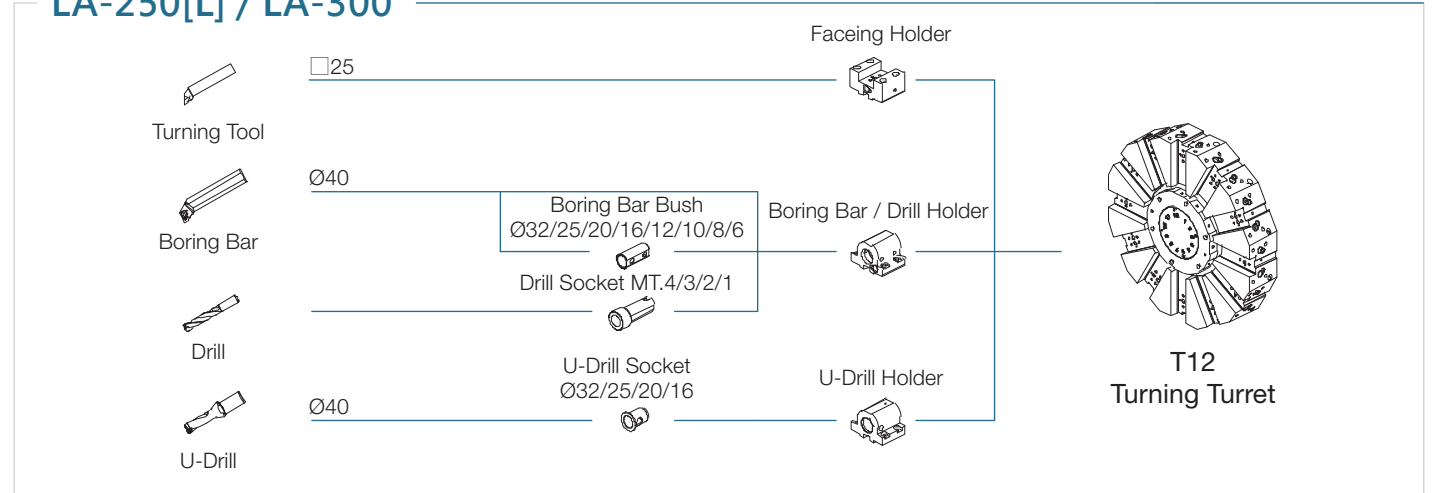 LA-250[L] / LA-300
Faceing Holder
□25
Turning Tool
Ø40
Boring Bar Bush
Ø32/25/20/16/12/10/8/6
Boring Bar / Drill Holder
Boring Bar
Drill Socket MT.4/3/2/1
Drill
T12
Turning Turret
U-Drill Socket
Ø32/25/20/16
U-Drill Holder
Ø40
U-Drill